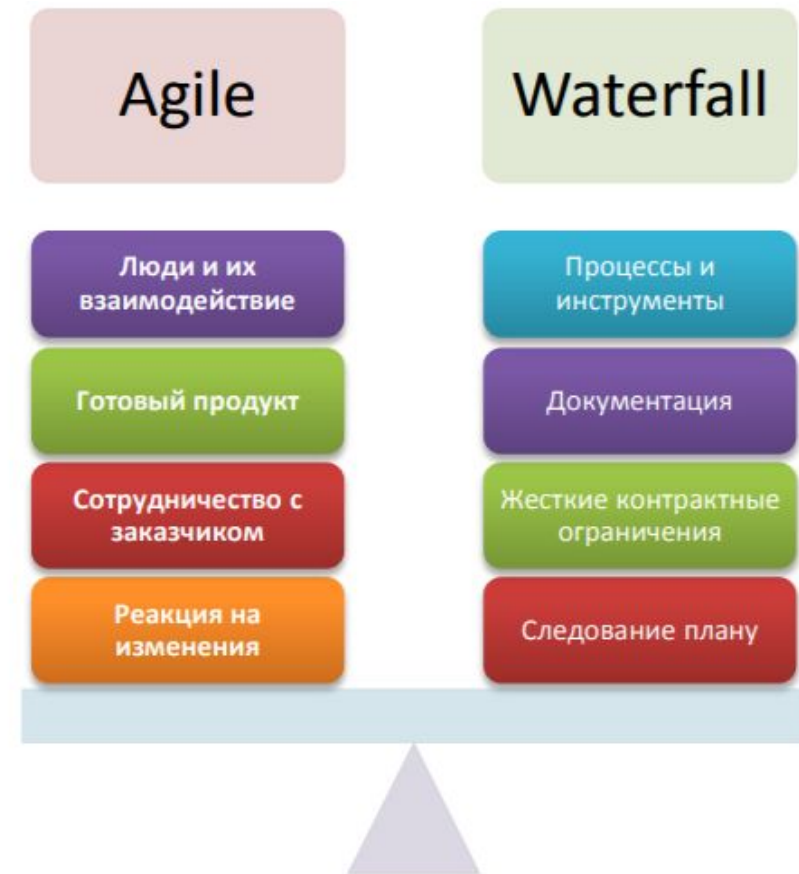 Agile
Люди и их
взаимодействие
Готовый продукт
Сотрудничество с
заказчиком
Реакция на
изменения
Waterfall
Процессы и
инструменты
Документация
Жесткие контрактные
ограничения
Следование плану